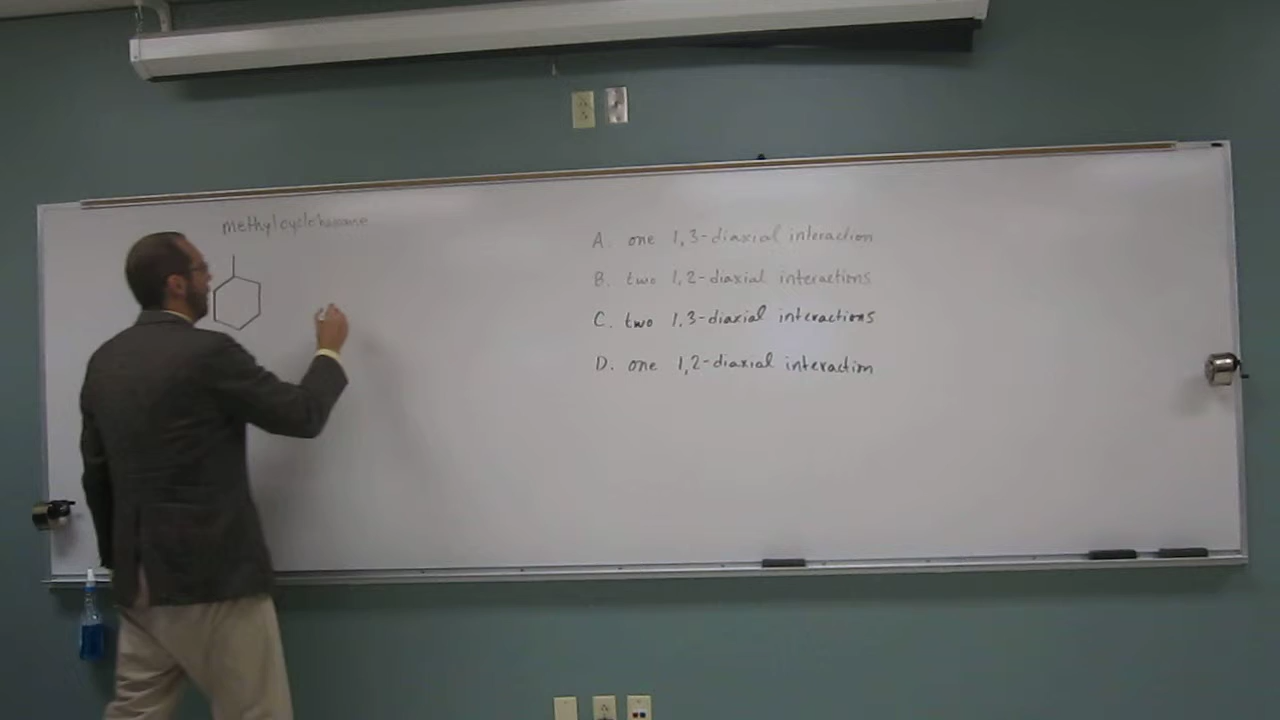 methylcyclohexane
A. one 1,3-diaxial interaction
B. two 1,2-diaxial interactions
C. two 1,3-diaxial interactions
D. one 1,2-diaxial interaction